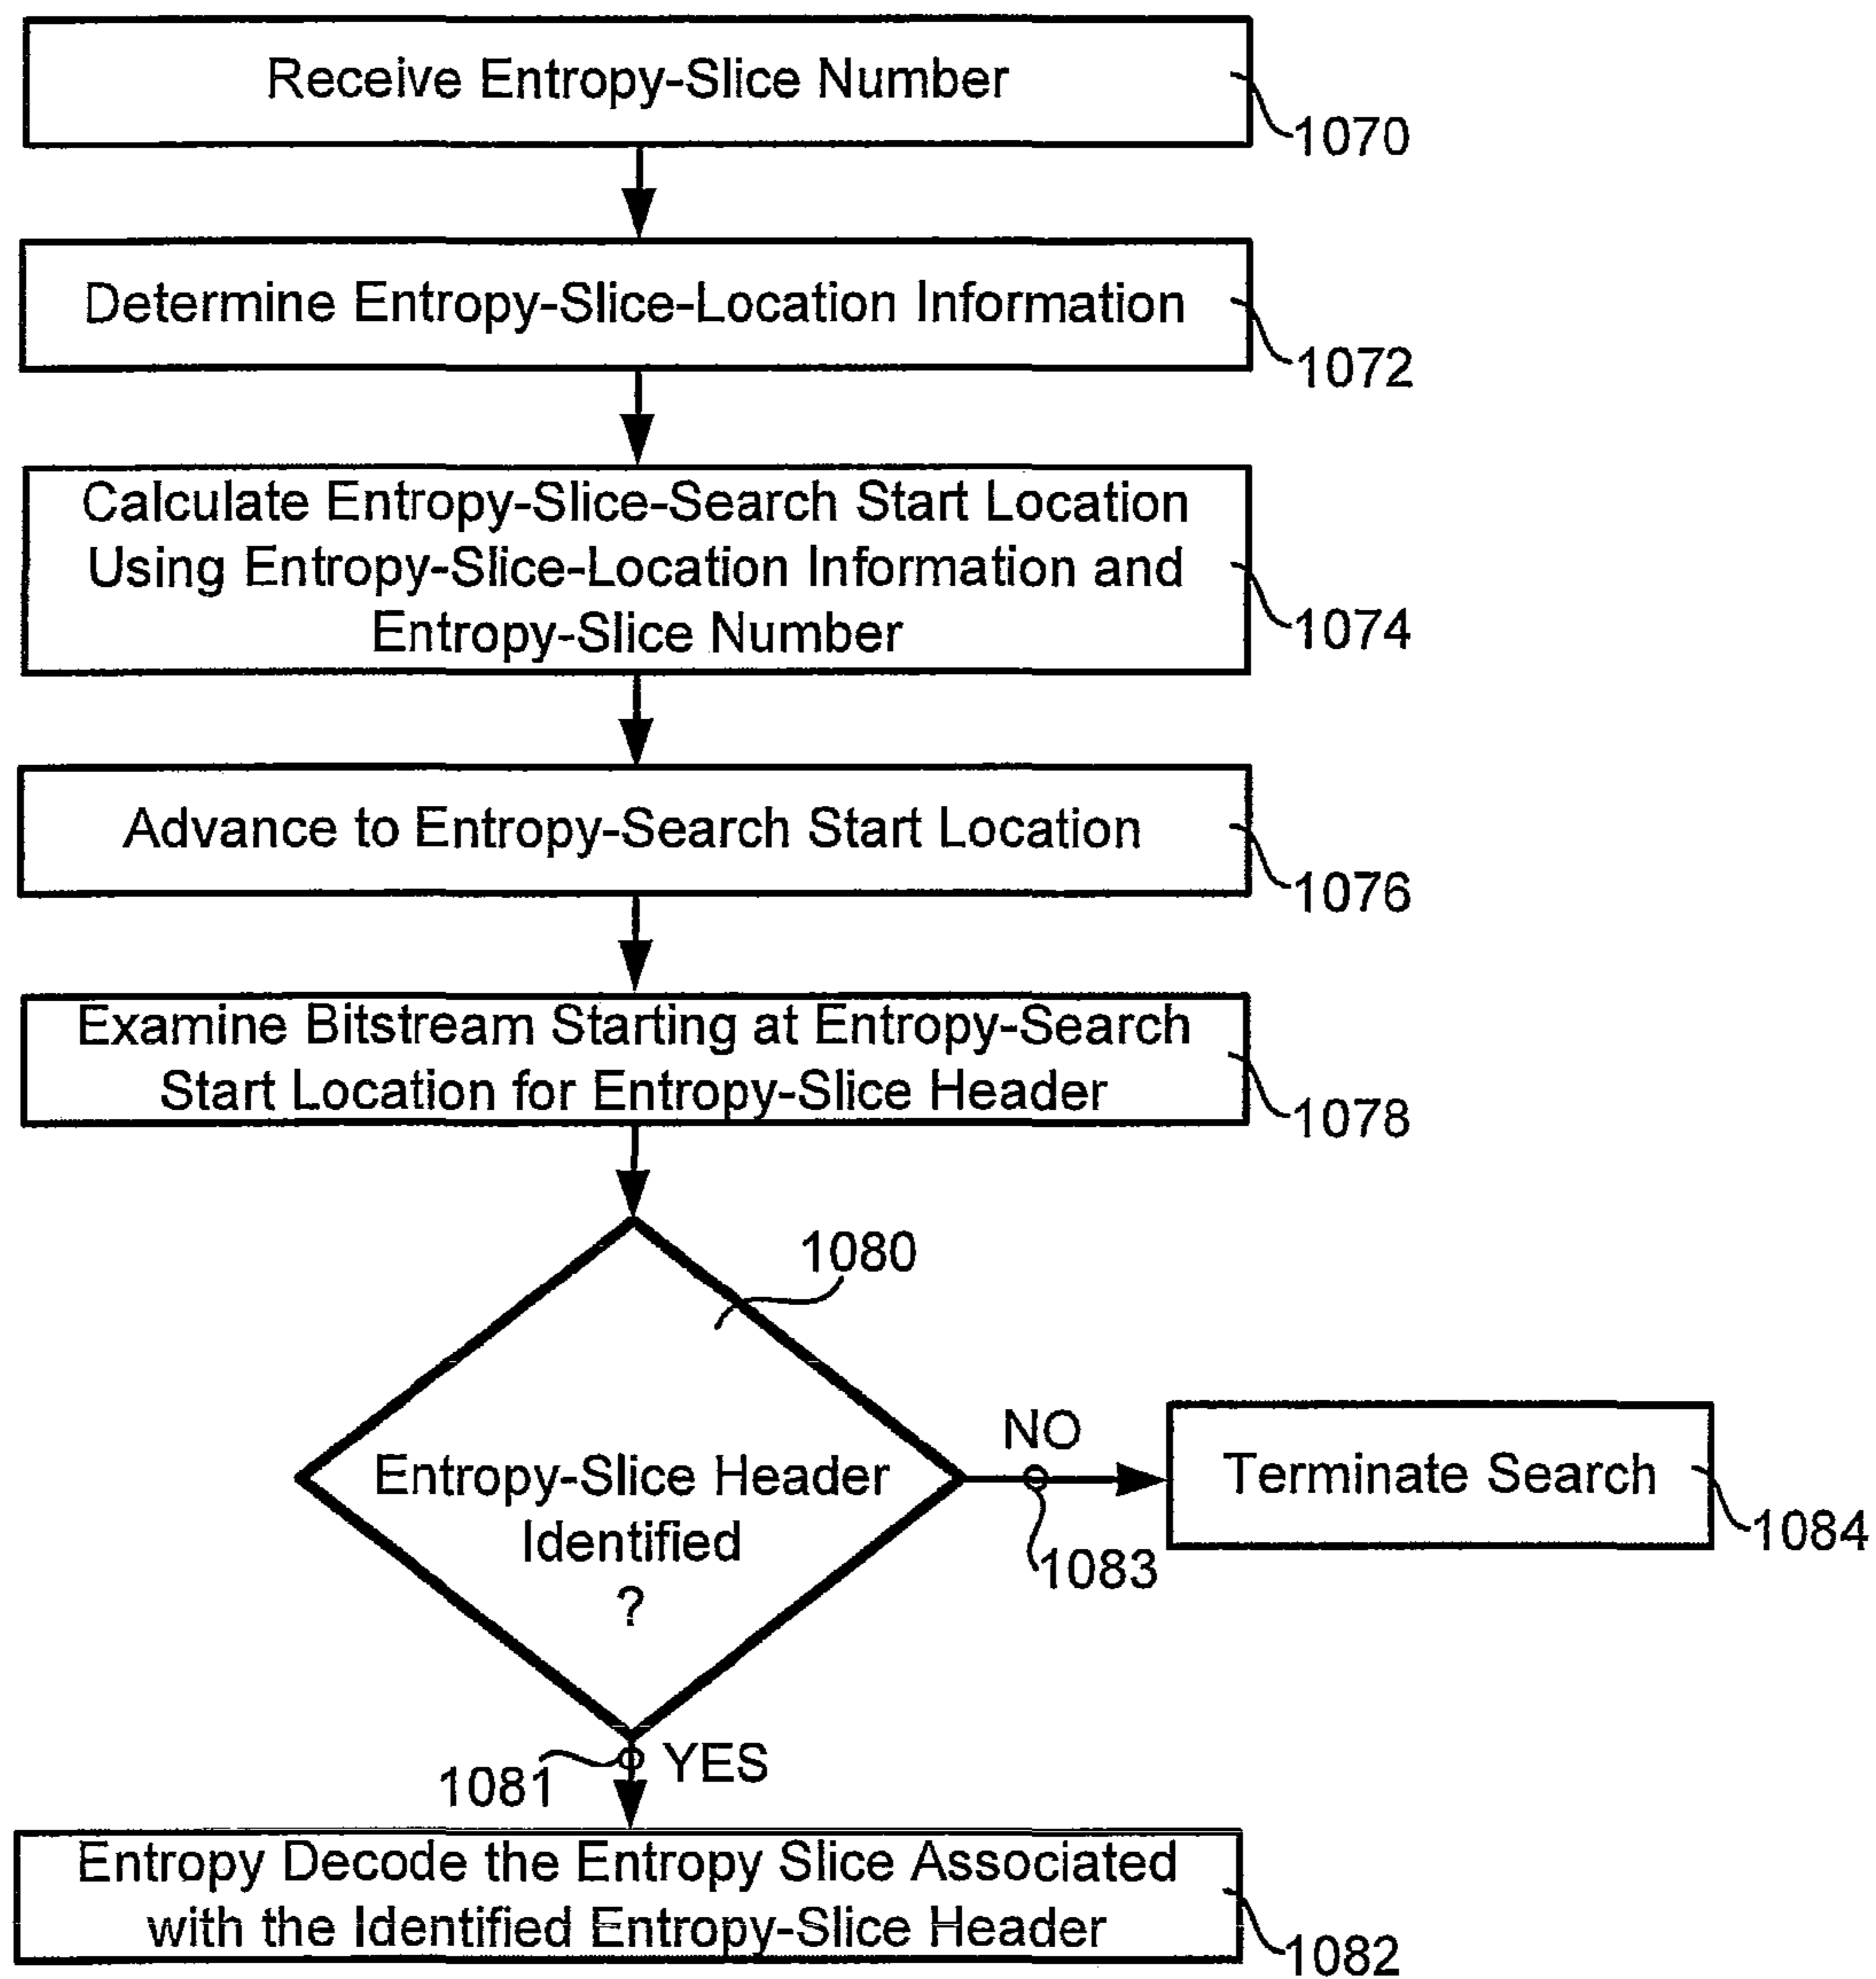 Receive Entropy-Slice Number
1070
Determine Entropy-Slice-Location Information
1072
Calculate Entropy-Slice-Search Start Location
Using Entropy-Slice-Location Information and
Entropy-Slice Number
1074
Advance to Entropy-Search Start Location
1076
Examine Bitstream Starting at Entropy-Search
Start Location for Entropy-Slice Header
1078
1080
Entropy-Slice Header
Identified
?
NO
1083
Terminate Search
1084
1081
YES
Entropy Decode the Entropy Slice Associated
with the Identified Entropy-Slice Header
1082